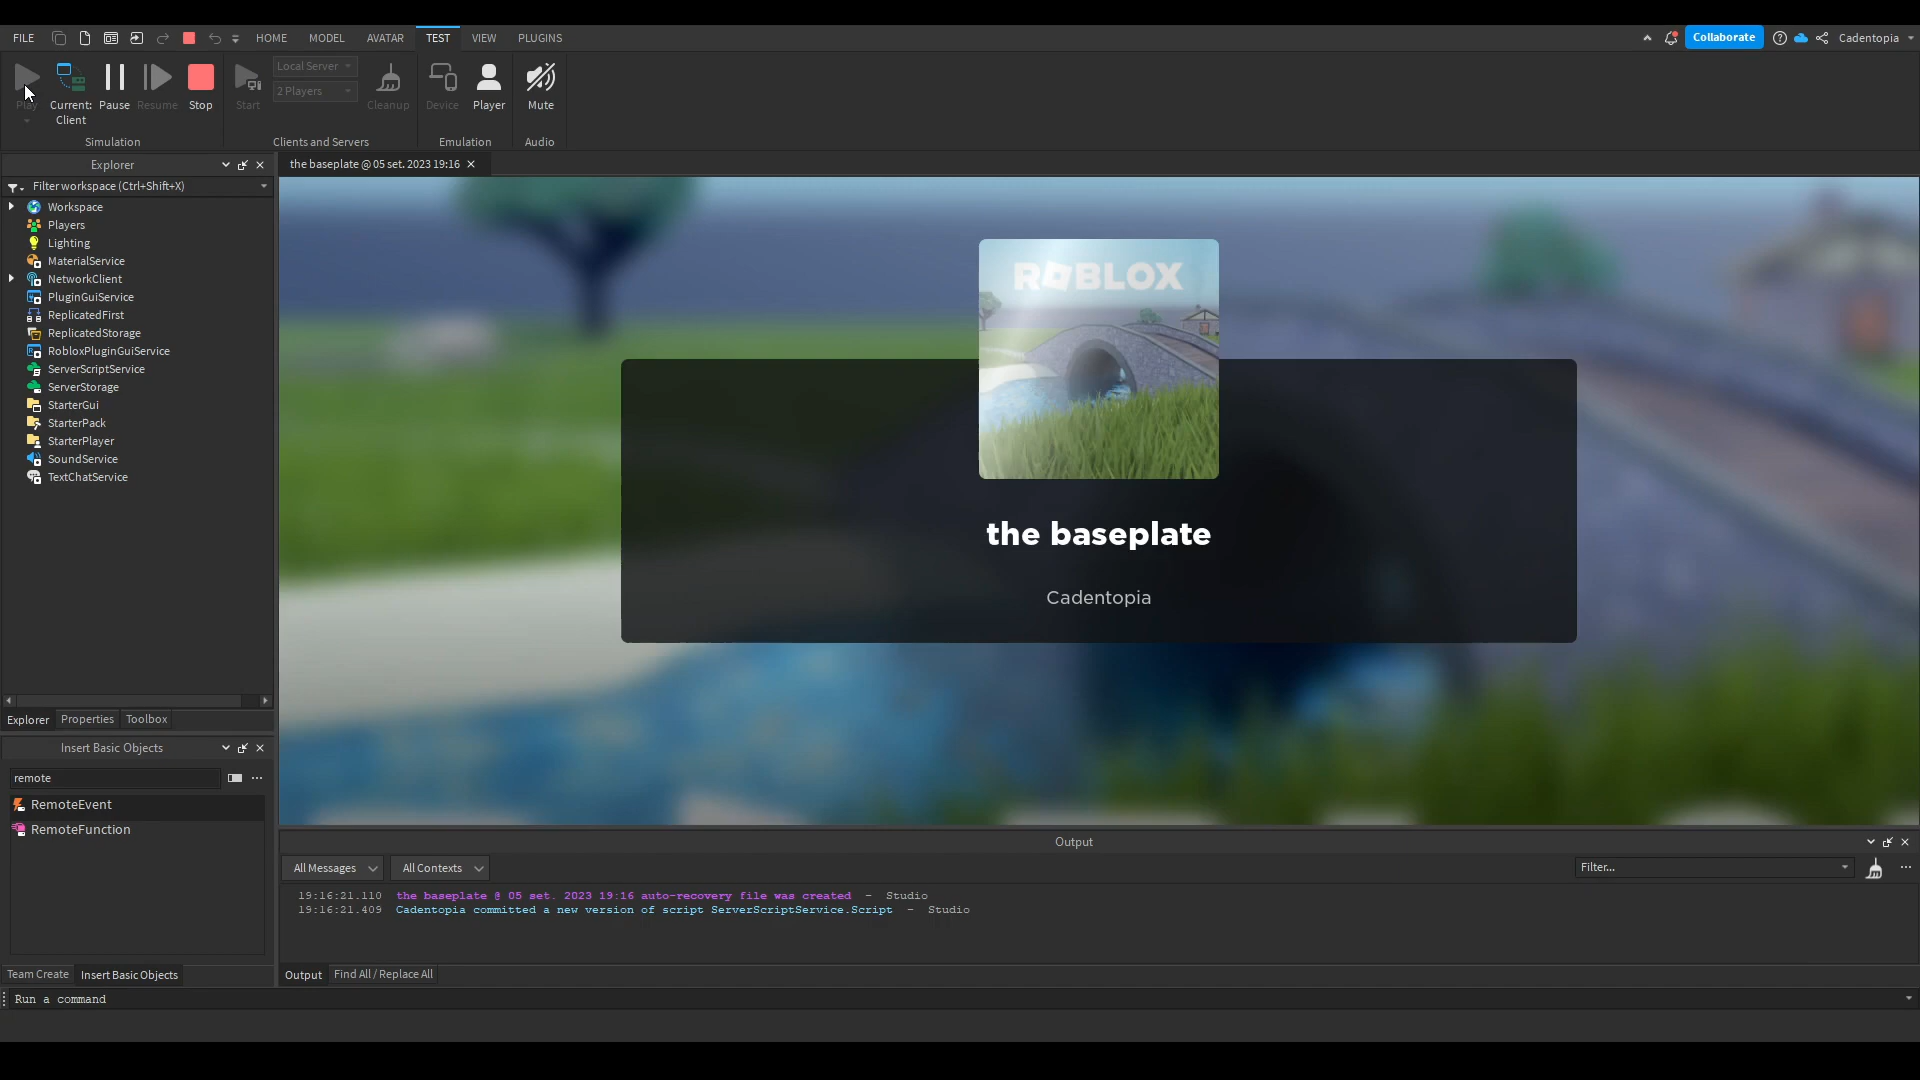 FILE HOME MODEL AVATAR TEST VIEW PLUGINS Collaborate Cadentopia
Play Current: Client Pause Resume Stop Start Local Server 2 Players Cleanup Device Player Mute
Simulation Clients and Servers Emulation Audio
Explorer
the baseplate @ 05 set. 2023 19:16
Filter workspace (Ctrl+Shift+X)
Workspace
Players
Lighting
MaterialService
NetworkClient
PluginGuiService
ReplicatedFirst
ReplicatedStorage
RobloxPluginGuiService
ServerScriptService
ServerStorage
StarterGui
StarterPack
StarterPlayer
SoundService
TextChatService
Explorer Properties Toolbox
Insert Basic Objects
remote
RemoteEvent
RemoteFunction
Team Create Insert Basic Objects
ROBLOX
the baseplate
Cadentopia
Output
All Messages All Contexts Filter...
19:16:21.110 the baseplate @ 05 set. 2023 19:16 auto-recovery file was created - Studio
19:16:21.409 Cadentopia committed a new version of script ServerScriptService.Script - Studio
Output Find All / Replace All
Run a command